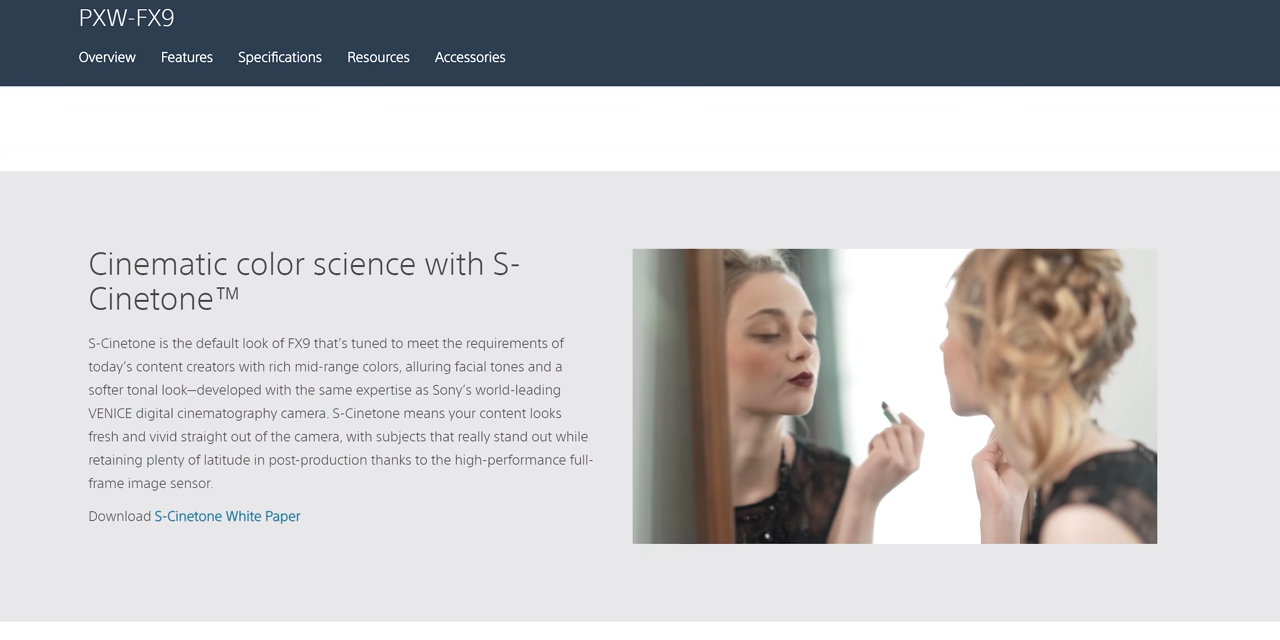 PXW-FX9
Overview Features Specifications Resources Accessories
Cinematic color science with S-
Cinetone™
S-Cinetone is the default look of FX9 that’s tuned to meet the requirements of
today’s content creators with rich mid-range colors, alluring facial tones and a
softer tonal look—developed with the same expertise as Sony’s world-leading
VENICE digital cinematography camera. S-Cinetone means your content looks
fresh and vivid straight out of the camera, with subjects that really stand out while
retaining plenty of latitude in post-production thanks to the high-performance full-
frame image sensor.
Download S-Cinetone White Paper